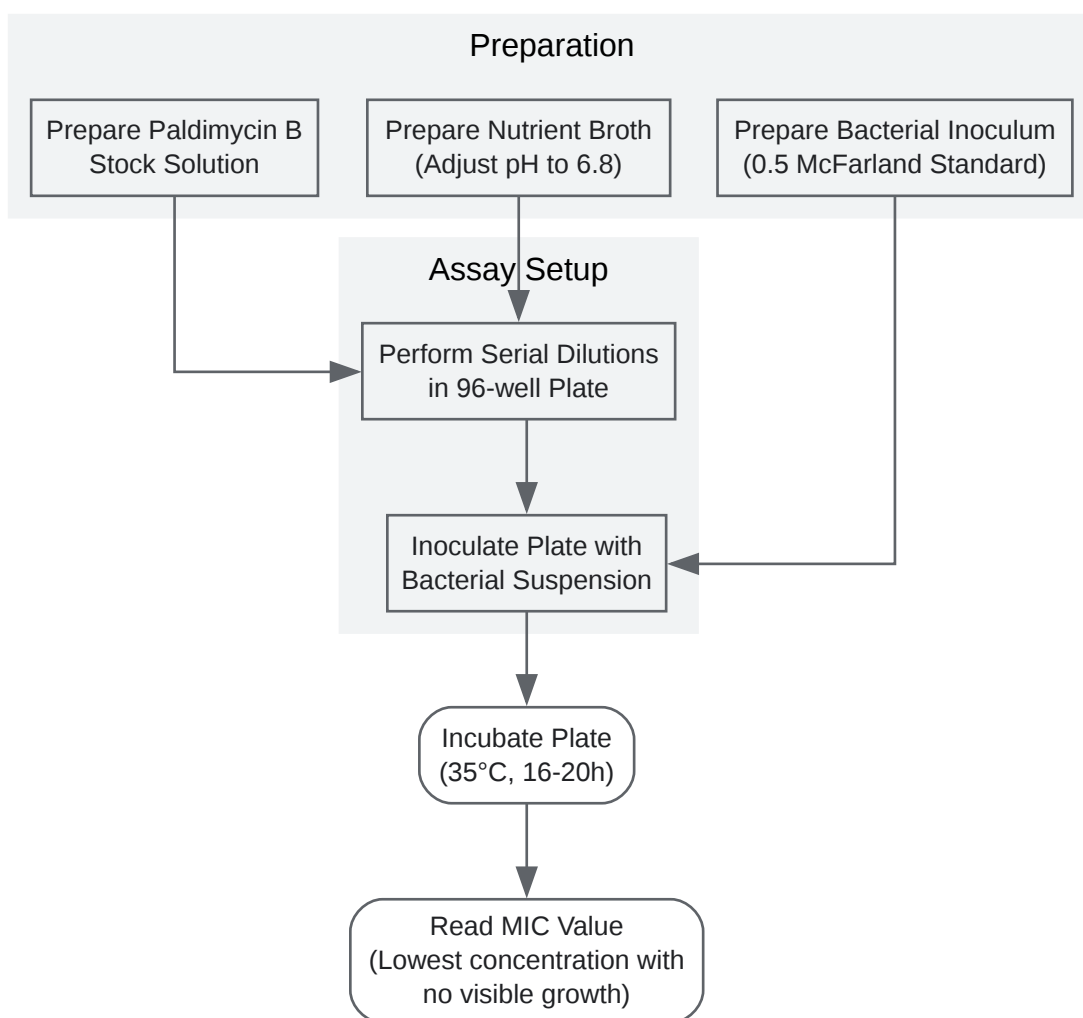 Preparation
Prepare Paldimycin B
Stock Solution
Prepare Nutrient Broth
(Adjust pH to 6.8)
Prepare Bacterial Inoculum
(0.5 McFarland Standard)
Assay Setup
Perform Serial Dilutions
in 96-well Plate
Inoculate Plate with
Bacterial Suspension
Incubate Plate
(35°C, 16-20h)
Read MIC Value
(Lowest concentration with
no visible growth)